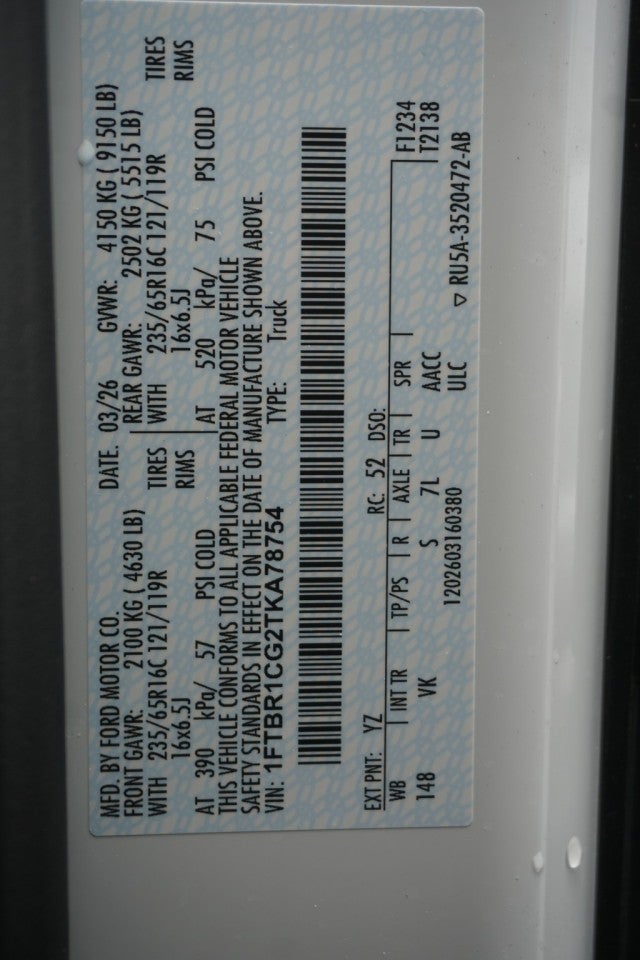 MFD. BY FORD MOTOR CO. DATE. 03/26 GVWR: 4150 KG ( 9150 LB)
FRONT GAWR: 2100 KG ( 4630 LB) REAR GAWR: 2502 KG ( 5515 LB)
WITH 235/65R16C 121/119R TIRES WITH 235/65R16C 121/119R TIRES
16x6.5J RIMS 16x6.5J RIMS
AT 390 kPa/ 57 PSI COLD AT 520 kPa/ 75 PSI COLD
THIS VEHICLE CONFORMS TO ALL APPLICABLE FEDERAL MOTOR VEHICLE
SAFETY STANDARDS IN EFFECT ON THE DATE OF MANUFACTURE SHOWN ABOVE.
VIN: 1FTBR1CG2TKA78754 TYPE: Truck
EXT PNT: YZ RC: 52 DSO:
WB INT TR TP/PS R AXLE TR SPR F1234
148 VK S 7L U AACC T2138
1202603160380 ULC ▽ RU5A-3520472-AB